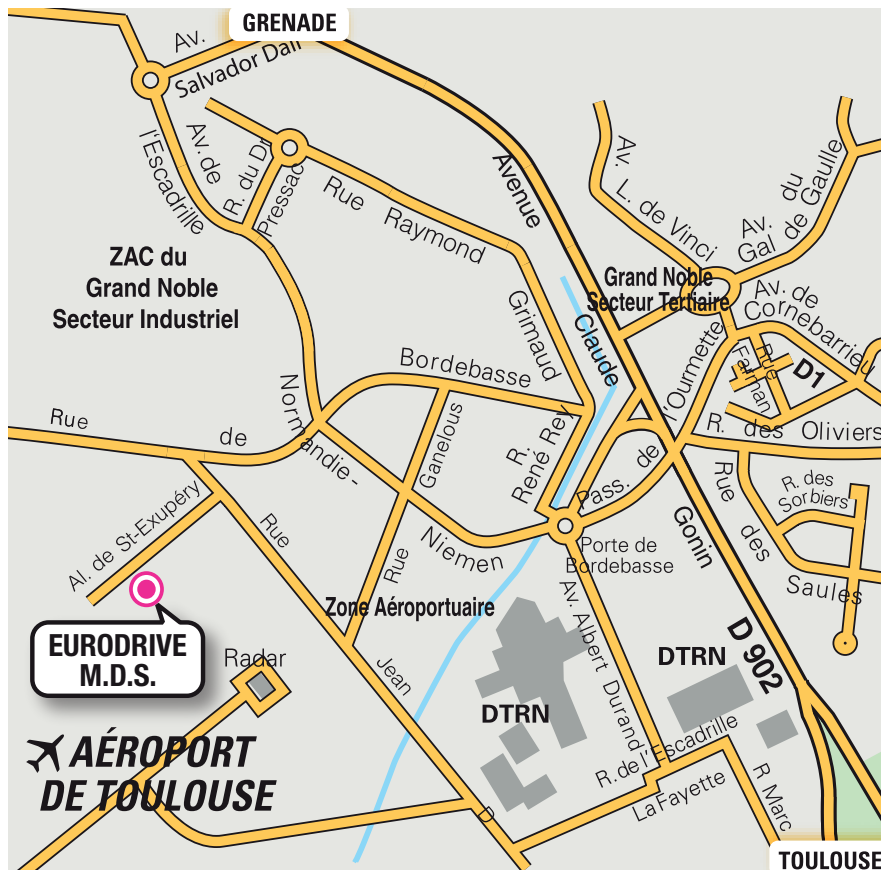 GRENADE
Av.
Salvador Dali
Av. de
l'Escadrille
R. du Dr
Pressac
Rue Raymond
Grimaud
Avenue
Claude
Gonin
D 902
Av.
L. de Vinci
Av. du
Gal de Gaulle
Grand Noble
Secteur Tertiaire
Av. de
Cornebarrieu
Rue
Farman
D1
ZAC du
Grand Noble
Secteur Industriel
Rue de
Bordebasse
Normandie-
Niemen
Rue Ganelous
R.
René Rey
Pass. de l'Ourmette
R. des Oliviers
Rue des
Saules
R. des
Sorbiers
Al. de St-Exupéry
Rue Jean D
Porte de
Bordebasse
Av. Albert Durand
Zone Aéroportuaire
EURODRIVE
M.D.S.
Radar
DTRN
DTRN
R. de l'Escadrille
La Fayette
R Marc
AÉROPORT
DE TOULOUSE
TOULOUSE